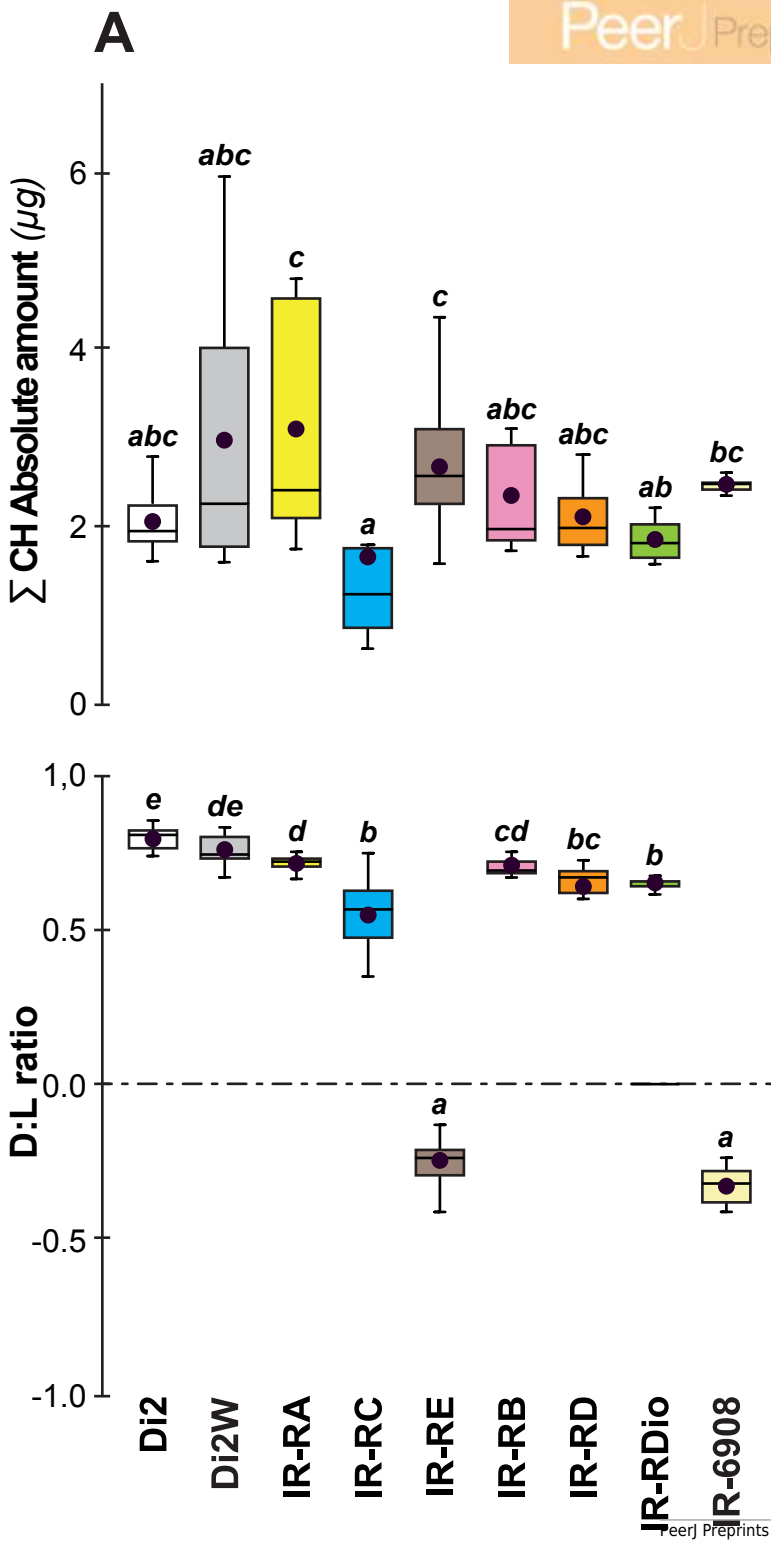 A
PeerJ Prep
∑ CH Absolute amount (µg)
6
4
2
0
abc
abc
c
a
c
abc
abc
ab
bc
D:L ratio
1,0
0.5
0.0
-0.5
-1.0
e
de
d
b
a
cd
bc
b
a
Di2
Di2W
IR-RA
IR-RC
IR-RE
IR-RB
IR-RD
IR-RDio
IR-6908
PeerJ Preprints